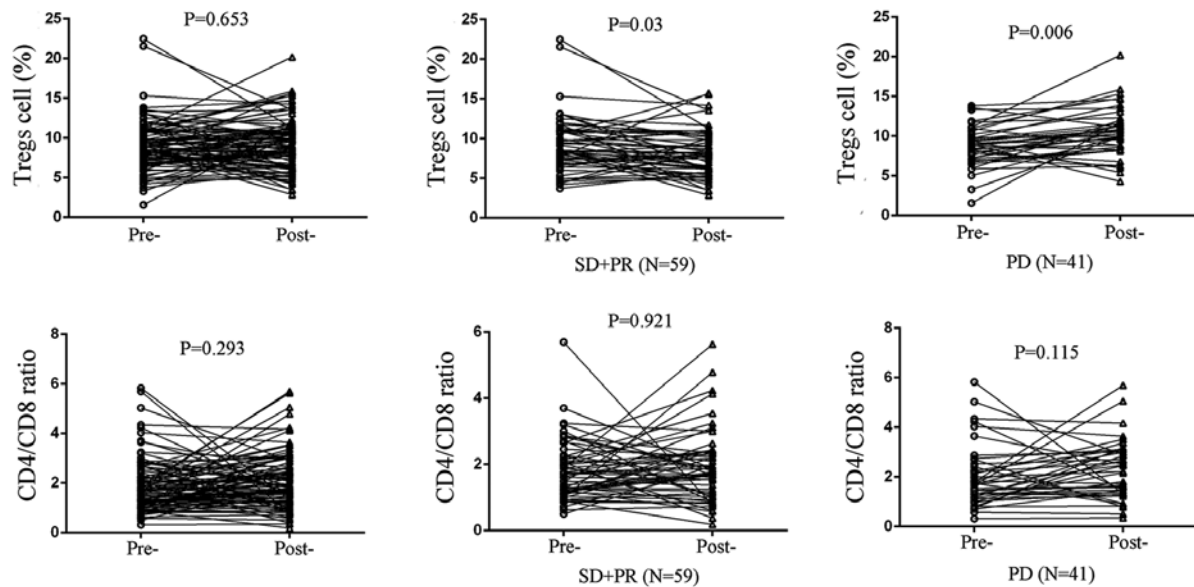 P=0.653
25
20
15
10
5
0
Tregs cell (%)
Pre-
Post-
P=0.03
25
20
15
10
5
0
Tregs cell (%)
Pre-
Post-
SD+PR (N=59)
P=0.006
25
20
15
10
5
0
Tregs cell (%)
Pre-
Post-
PD (N=41)
P=0.293
8
6
4
2
0
CD4/CD8 ratio
Pre-
Post-
P=0.921
6
4
2
0
CD4/CD8 ratio
Pre-
Post-
SD+PR (N=59)
P=0.115
8
6
4
2
0
CD4/CD8 ratio
Pre-
Post-
PD (N=41)